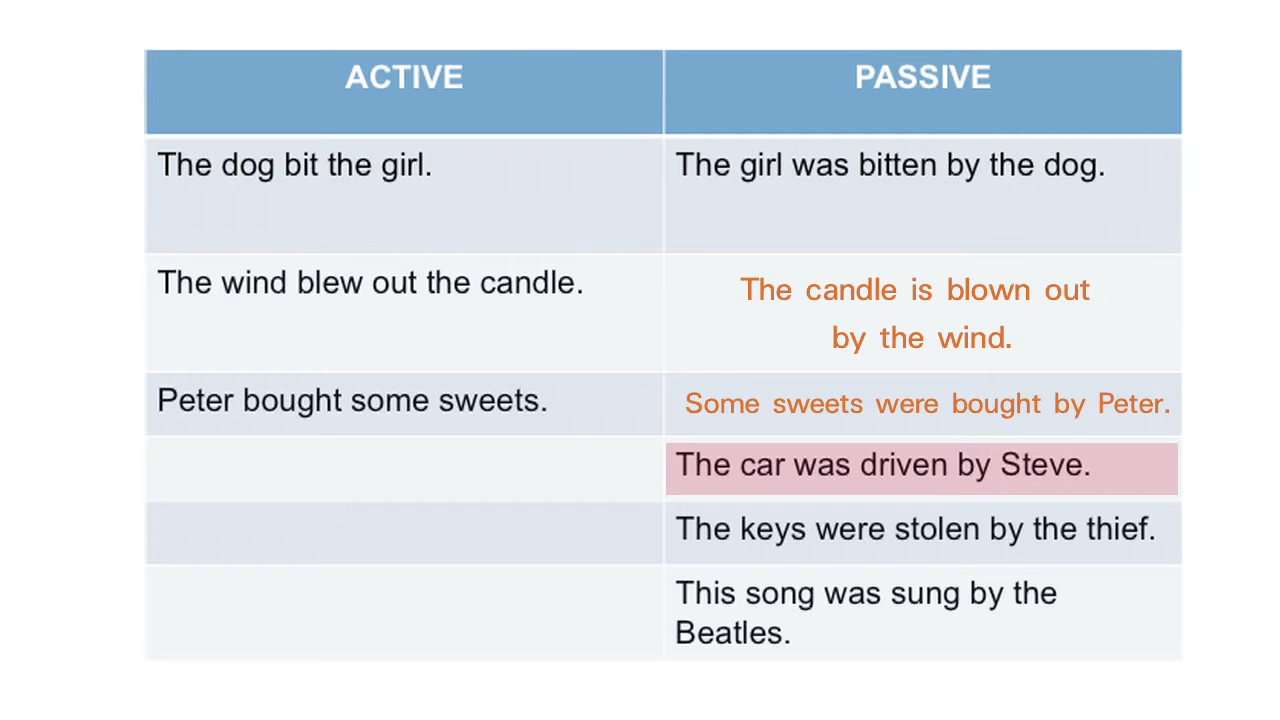 ACTIVE
PASSIVE
The dog bit the girl.
The girl was bitten by the dog.
The wind blew out the candle.
The candle is blown out
by the wind.
Peter bought some sweets.
Some sweets were bought by Peter.
The car was driven by Steve.
The keys were stolen by the thief.
This song was sung by the
Beatles.